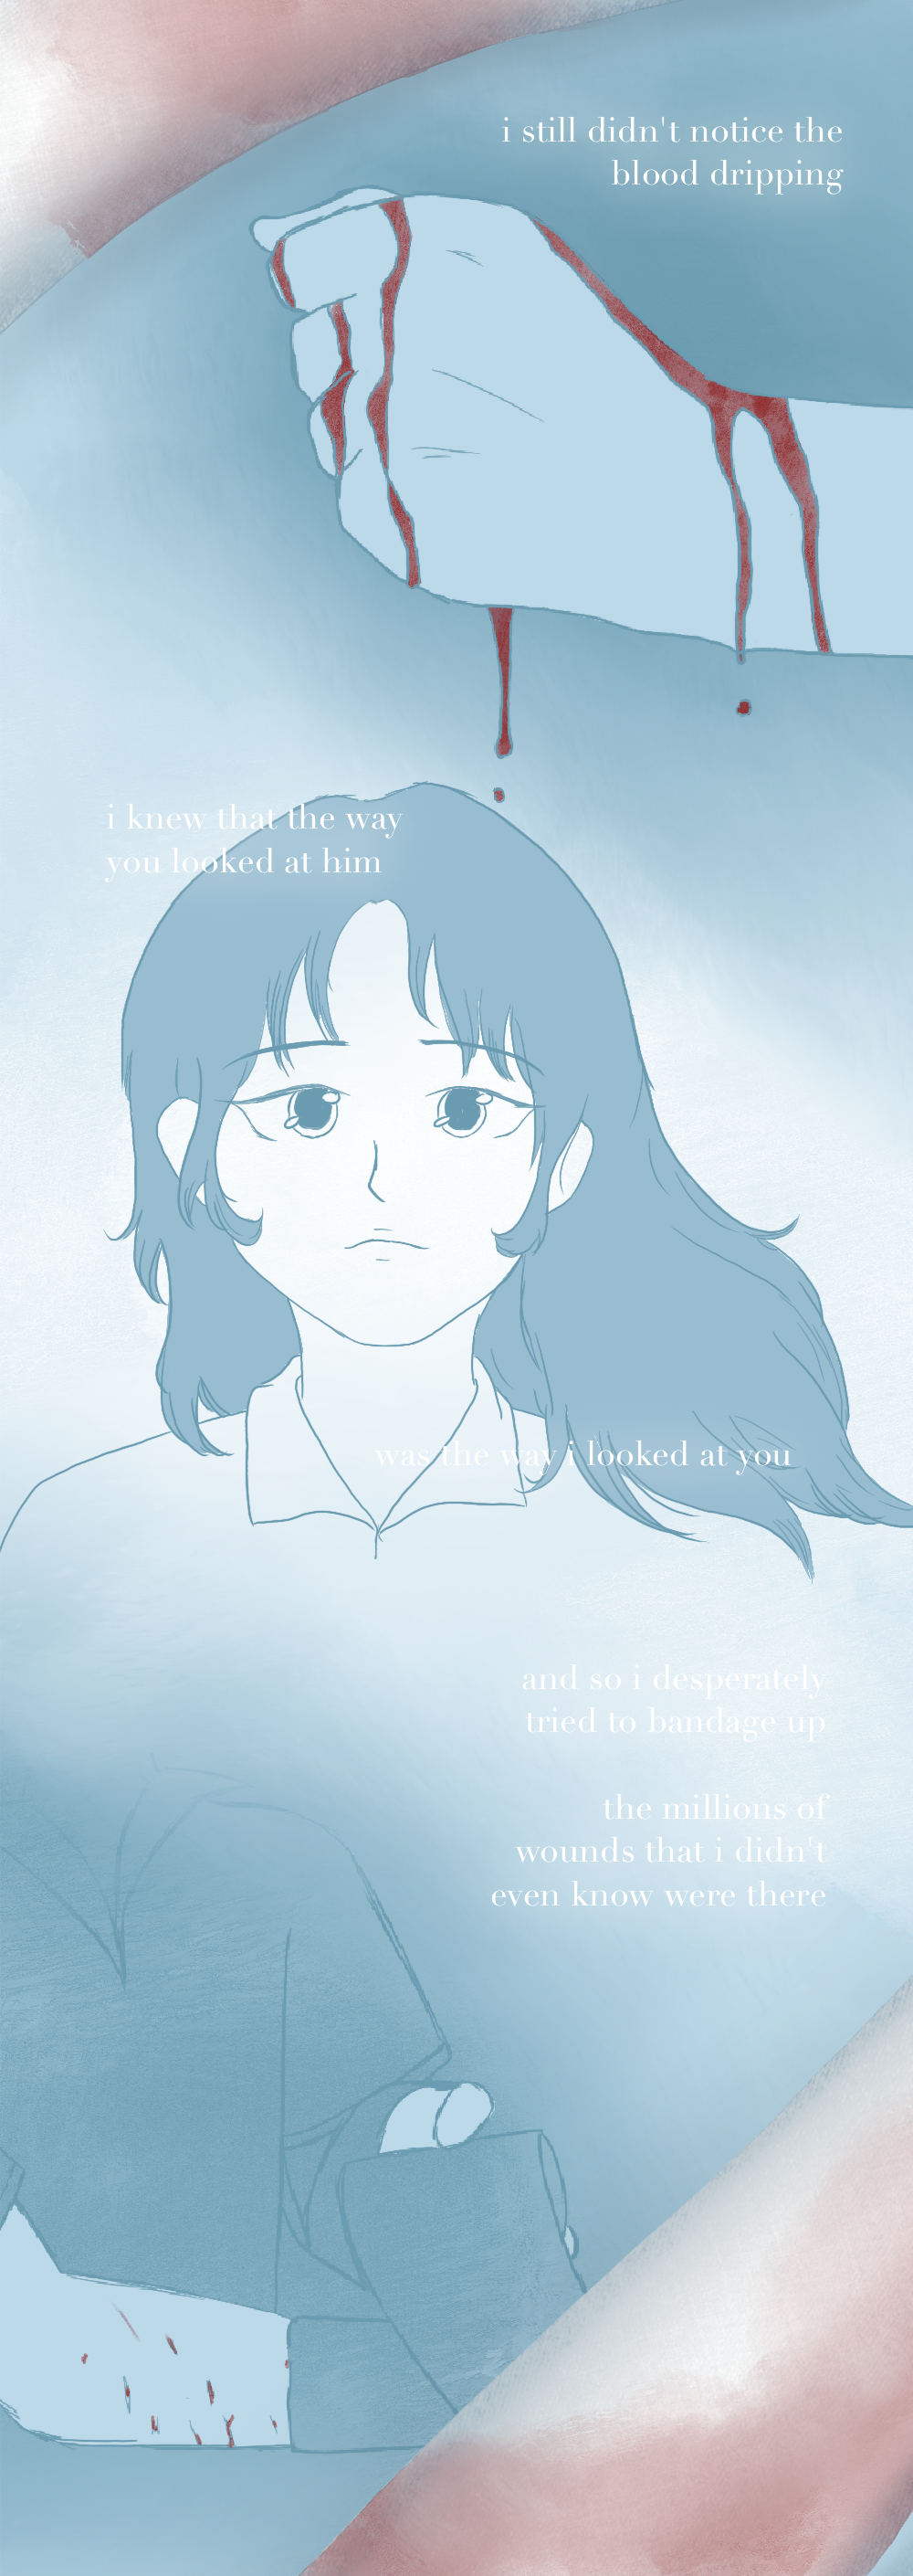 i still didn't notice the
blood dripping
i knew that the way
you looked at him
was the way i looked at you
and so i desperately
tried to bandage up
the millions of
wounds that i didn't
even know were there